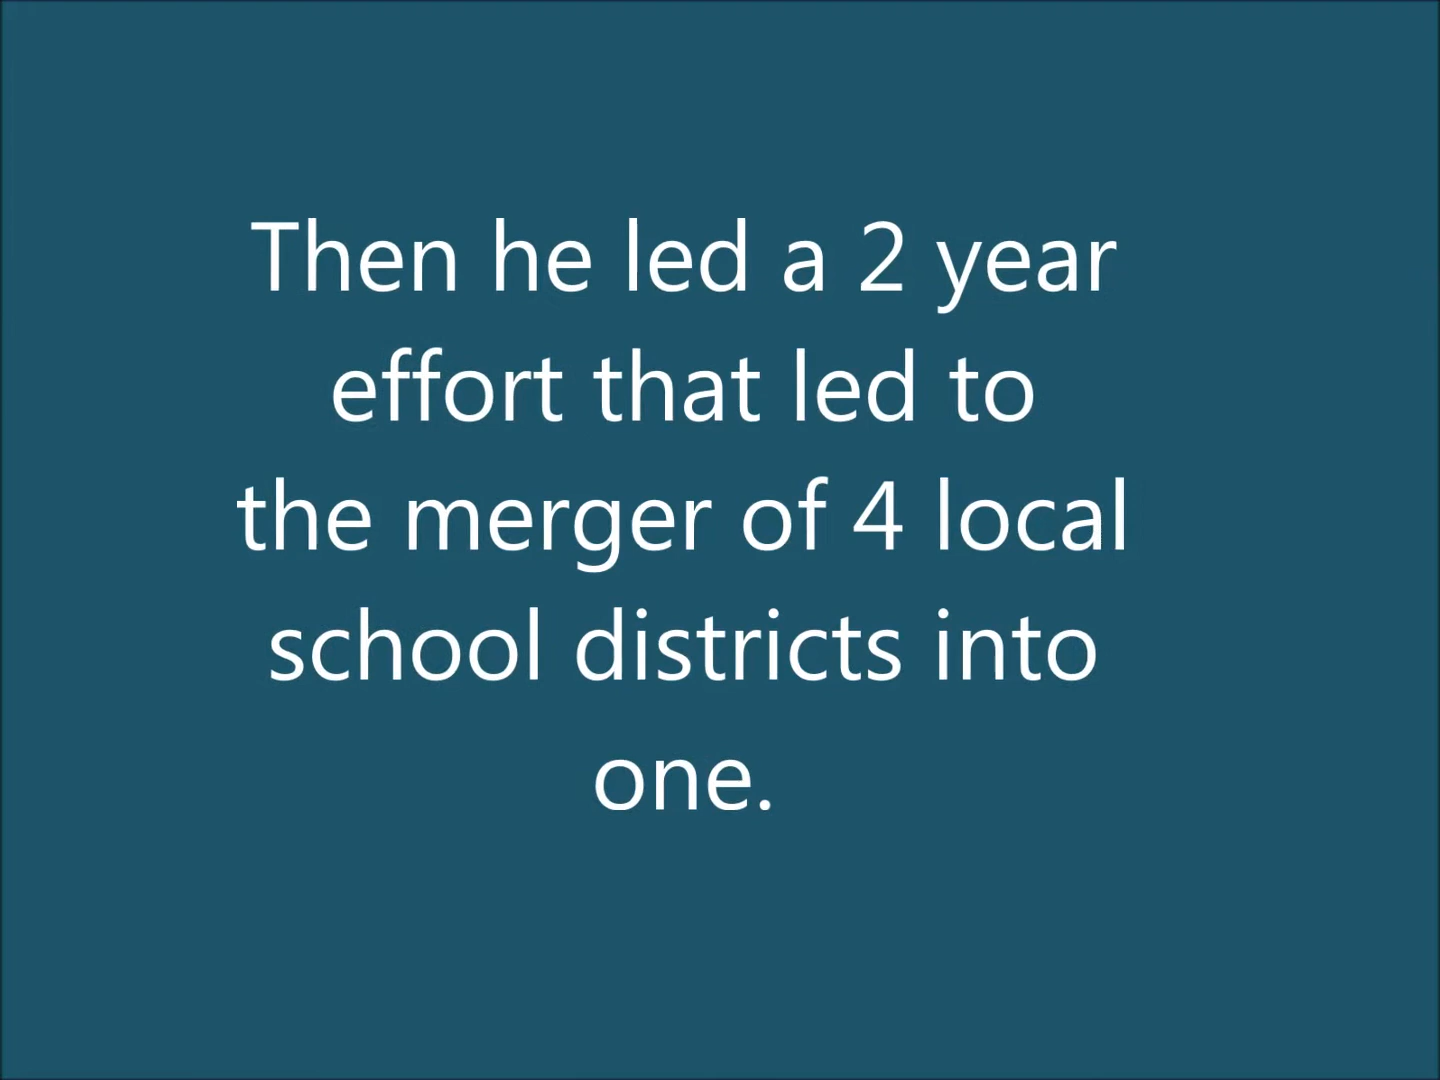 Then he led a 2 year
effort that led to
the merger of 4 local
school districts into
one.